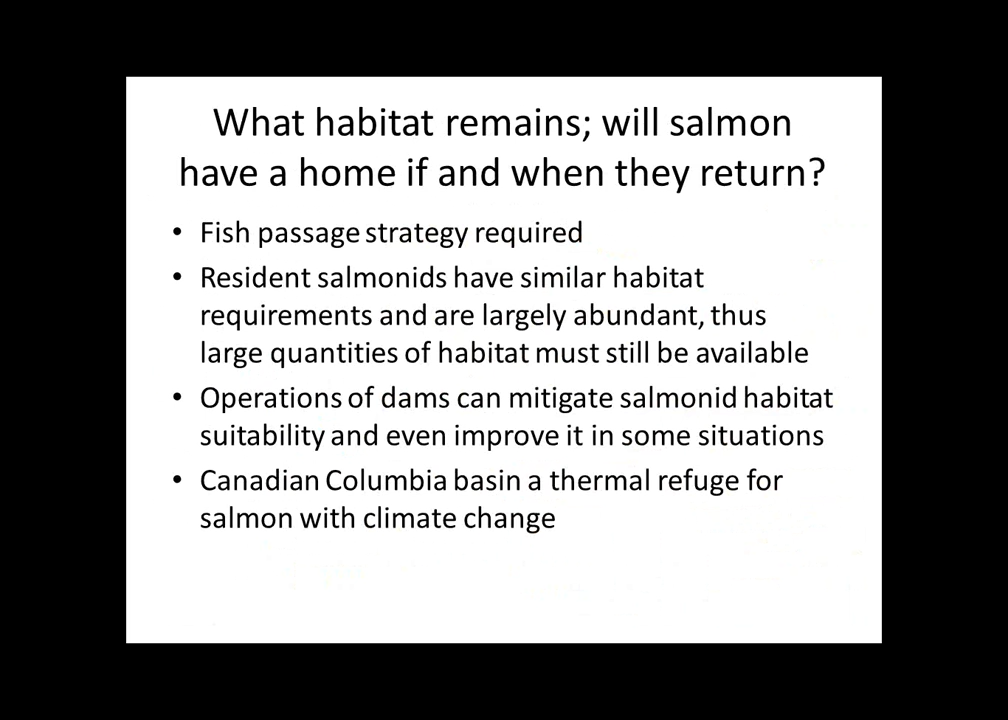 What habitat remains; will salmon
have a home if and when they return?
• Fish passage strategy required
• Resident salmonids have similar habitat
requirements and are largely abundant, thus
large quantities of habitat must still be available
• Operations of dams can mitigate salmonid habitat
suitability and even improve it in some situations
• Canadian Columbia basin a thermal refuge for
salmon with climate change